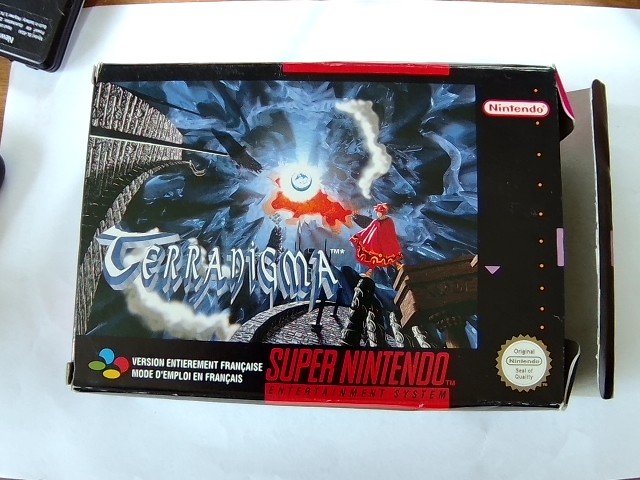 Nintendo
TERRANIGMA™*
VERSION ENTIEREMENT FRANÇAISE
MODE D'EMPLOI EN FRANÇAIS
SUPER NINTENDO™
ENTERTAINMENT SYSTEM
Original
Nintendo
Seal of
Quality